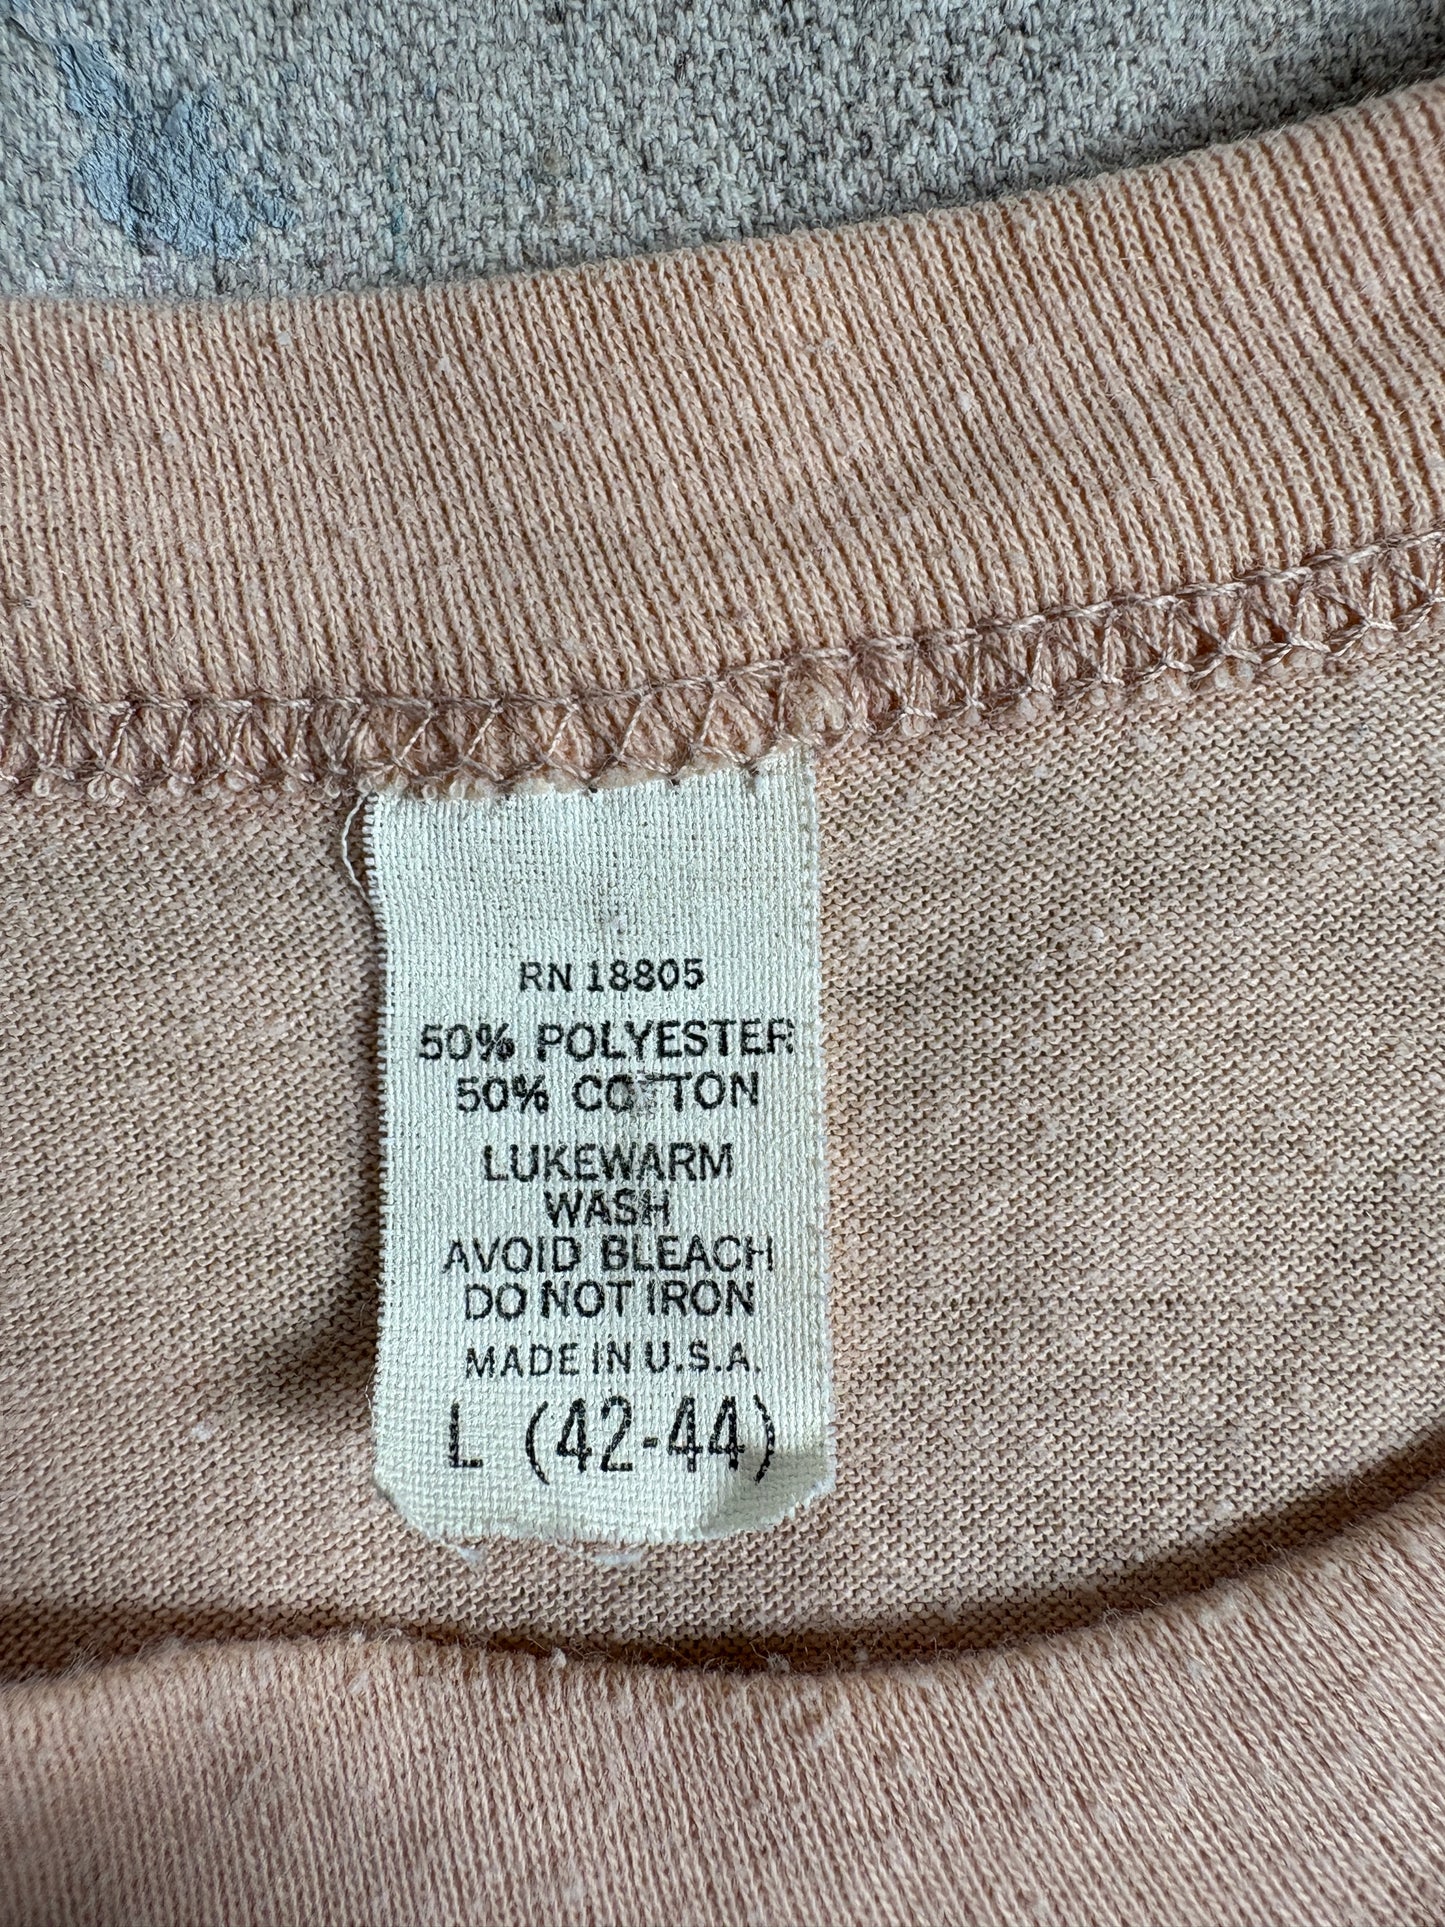 RN 18805
50% POLYESTER
50% COTTON
LUKEWARM
WASH
AVOID BLEACH
DO NOT IRON
MADE IN U.S.A.
L (42-44)